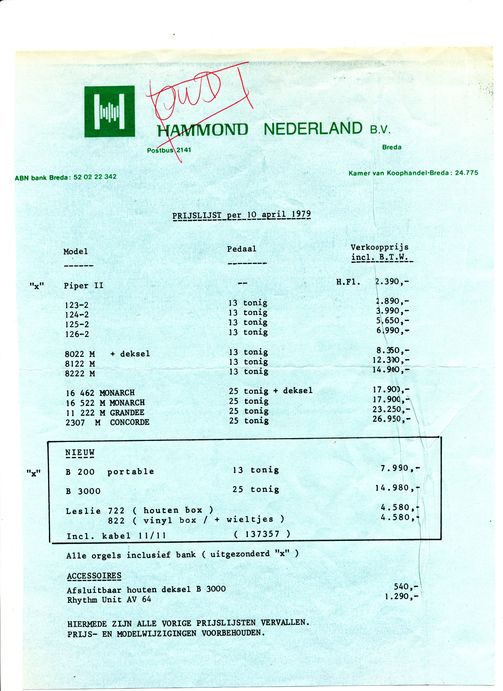 OUD
HAMMOND NEDERLAND B.V.
Postbus 2141 Breda
ABN bank Breda: 52 02 22 342 Kamer van Koophandel-Breda: 24.775
PRIJSLIJST per 10 april 1979
Model Pedaal Verkoopprijs
incl. B.T.W.
"x" Piper II -- H.Fl. 2.390,-
123-2 13 tonig 2.890,-
124-2 13 tonig 3.990,-
125-2 13 tonig 5,650,-
126-2 13 tonig 6,990,-
8022 M + deksel 13 tonig 8.350,-
8122 M 13 tonig 12.300,-
8222 M 13 tonig 14.900,-
16 462 MONARCH 25 tonig + deksel 17.900,-
16 522 M MONARCH 25 tonig 17.900,-
11 222 M GRANDEE 25 tonig 23.250,-
2307 M CONCORDE 25 tonig 26.950,-
NIEUW
"x" B 200 portable 13 tonig 7.990,-
B 3000 25 tonig 14.980,-
Leslie 722 ( houten box ) 4.580,-
822 ( vinyl box / + wieltjes ) 4.580,-
Incl. kabel 11/11 ( 137357 )
Alle orgels inclusief bank ( uitgezonderd "x" )
ACCESSOIRES
Afsluitbaar houten deksel B 3000 540,-
Rhythm Unit AV 64 1.290,-
HIERMEDE ZIJN ALLE VORIGE PRIJSLIJSTEN VERVALLEN.
PRIJS- EN MODELWIJZIGINGEN VOORBEHOUDEN.